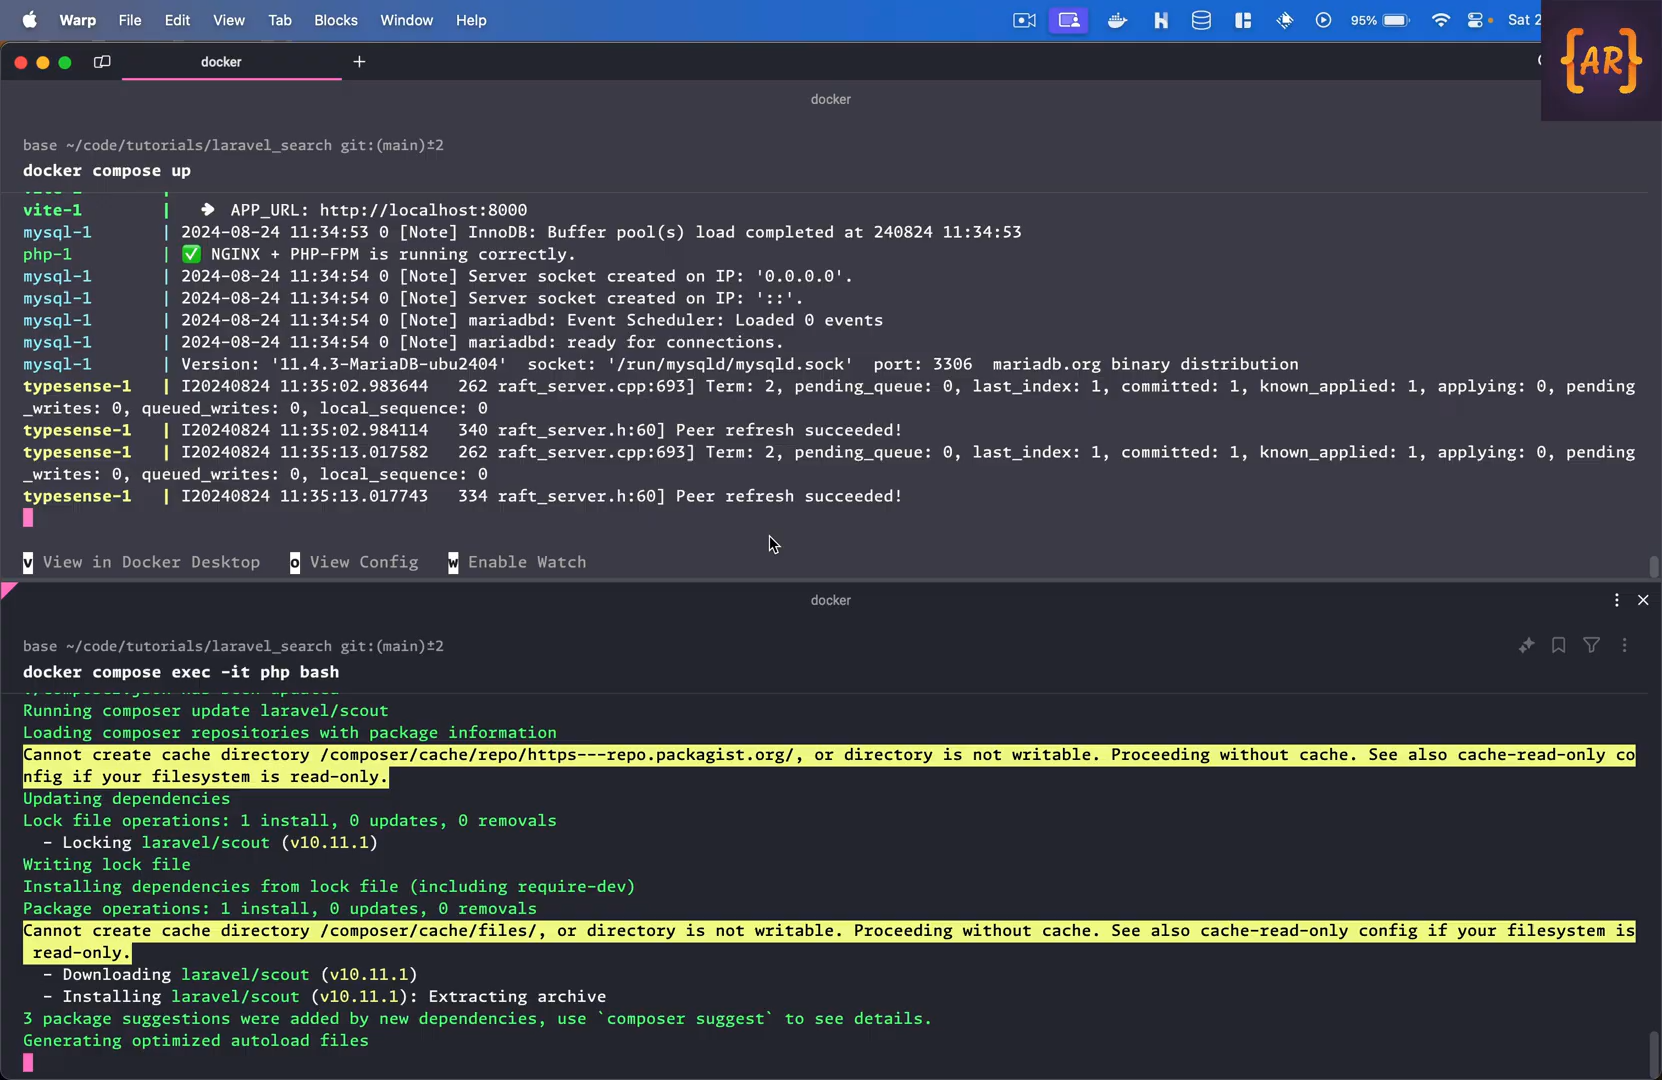 Warp File Edit View Tab Blocks Window Help 95% Sat 2
{AR}
docker +
docker
base ~/code/tutorials/laravel_search git:(main)±2
docker compose up
vite-1 | ➜ APP_URL: http://localhost:8000
mysql-1 | 2024-08-24 11:34:53 0 [Note] InnoDB: Buffer pool(s) load completed at 240824 11:34:53
php-1 | ✅ NGINX + PHP-FPM is running correctly.
mysql-1 | 2024-08-24 11:34:54 0 [Note] Server socket created on IP: '0.0.0.0'.
mysql-1 | 2024-08-24 11:34:54 0 [Note] Server socket created on IP: '::'.
mysql-1 | 2024-08-24 11:34:54 0 [Note] mariadbd: Event Scheduler: Loaded 0 events
mysql-1 | 2024-08-24 11:34:54 0 [Note] mariadbd: ready for connections.
mysql-1 | Version: '11.4.3-MariaDB-ubu2404' socket: '/run/mysqld/mysqld.sock' port: 3306 mariadb.org binary distribution
typesense-1 | I20240824 11:35:02.983644 262 raft_server.cpp:693] Term: 2, pending_queue: 0, last_index: 1, committed: 1, known_applied: 1, applying: 0, pending
_writes: 0, queued_writes: 0, local_sequence: 0
typesense-1 | I20240824 11:35:02.984114 340 raft_server.h:60] Peer refresh succeeded!
typesense-1 | I20240824 11:35:13.017582 262 raft_server.cpp:693] Term: 2, pending_queue: 0, last_index: 1, committed: 1, known_applied: 1, applying: 0, pending
_writes: 0, queued_writes: 0, local_sequence: 0
typesense-1 | I20240824 11:35:13.017743 334 raft_server.h:60] Peer refresh succeeded!
v View in Docker Desktop o View Config w Enable Watch
docker
base ~/code/tutorials/laravel_search git:(main)±2
docker compose exec -it php bash
Running composer update laravel/scout
Loading composer repositories with package information
Cannot create cache directory /composer/cache/repo/https---repo.packagist.org/, or directory is not writable. Proceeding without cache. See also cache-read-only co
nfig if your filesystem is read-only.
Updating dependencies
Lock file operations: 1 install, 0 updates, 0 removals
- Locking laravel/scout (v10.11.1)
Writing lock file
Installing dependencies from lock file (including require-dev)
Package operations: 1 install, 0 updates, 0 removals
Cannot create cache directory /composer/cache/files/, or directory is not writable. Proceeding without cache. See also cache-read-only config if your filesystem is
read-only.
- Downloading laravel/scout (v10.11.1)
- Installing laravel/scout (v10.11.1): Extracting archive
3 package suggestions were added by new dependencies, use `composer suggest` to see details.
Generating optimized autoload files